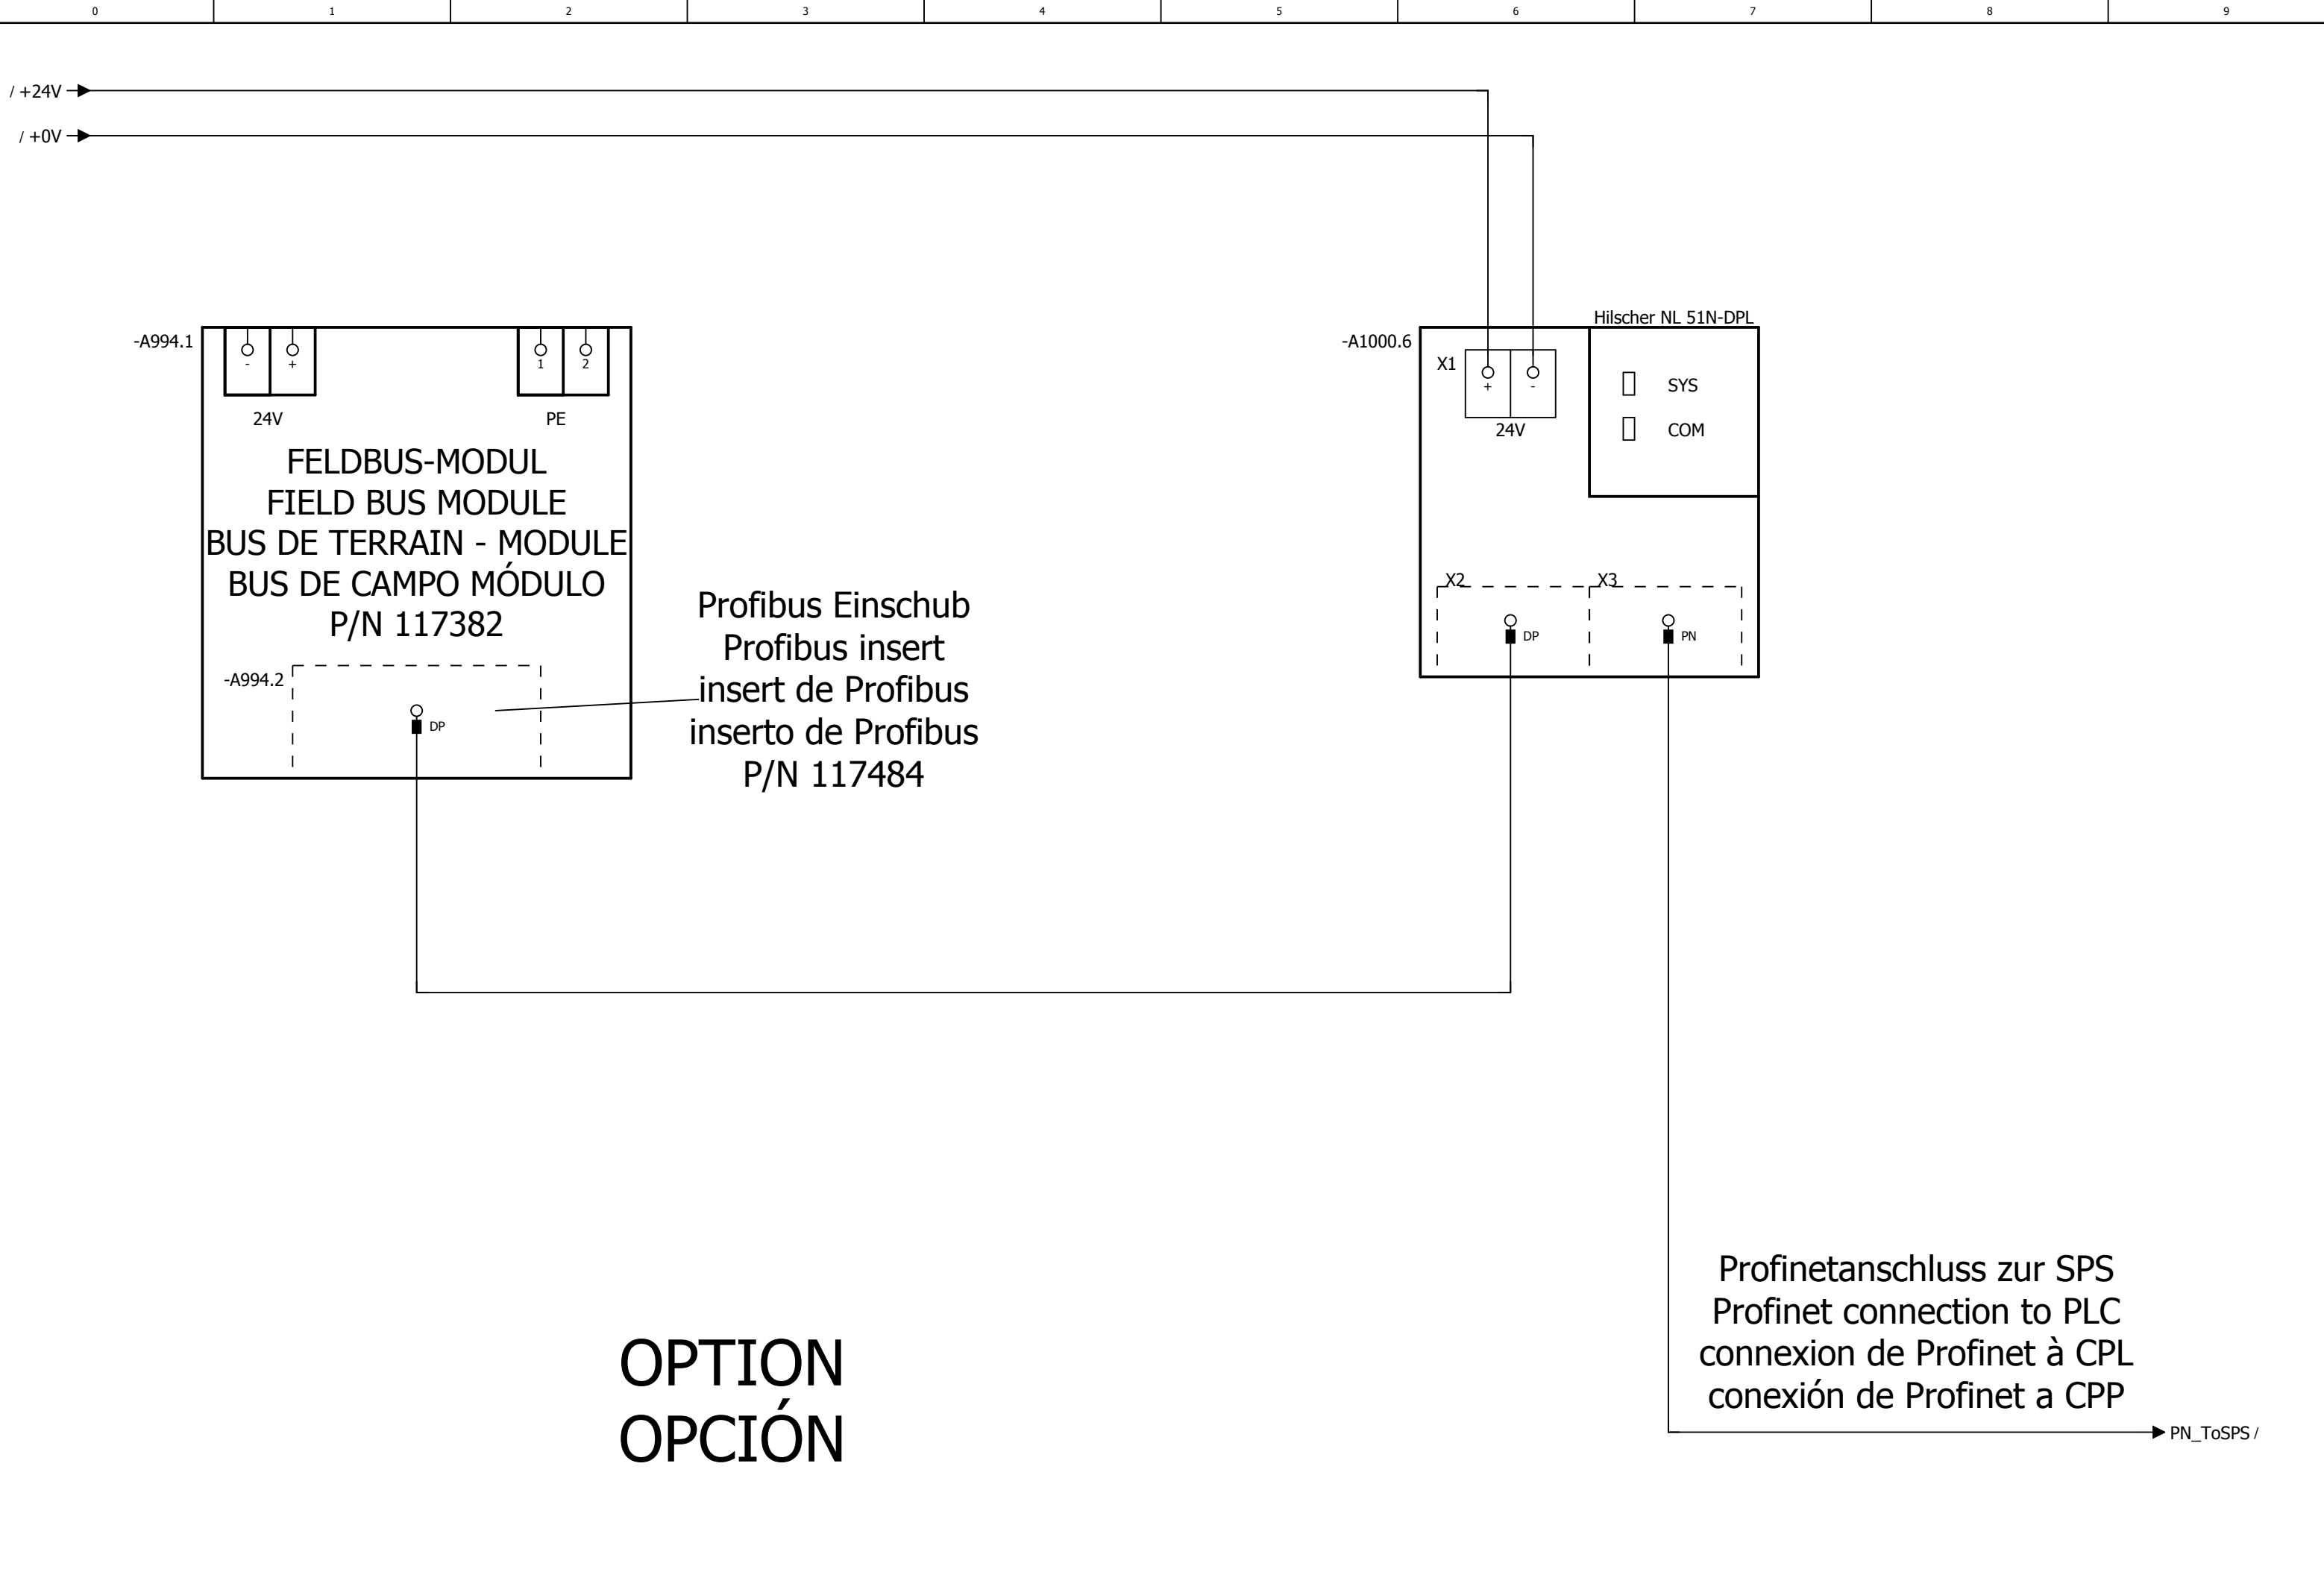 0 1 2 3 4 5 6 7 8 9
/ +24V
/ +0V
-A994.1
- +
24V
1 2
PE
FELDBUS-MODUL
FIELD BUS MODULE
BUS DE TERRAIN - MODULE
BUS DE CAMPO MÓDULO
P/N 117382
-A994.2
DP
Profibus Einschub
Profibus insert
insert de Profibus
inserto de Profibus
P/N 117484
Hilscher NL 51N-DPL
-A1000.6
X1
+ -
24V
SYS
COM
X2
X3
DP
PN
Profinetanschluss zur SPS
Profinet connection to PLC
connexion de Profinet à CPL
conexión de Profinet a CPP
PN_ToSPS /
OPTION
OPCIÓN